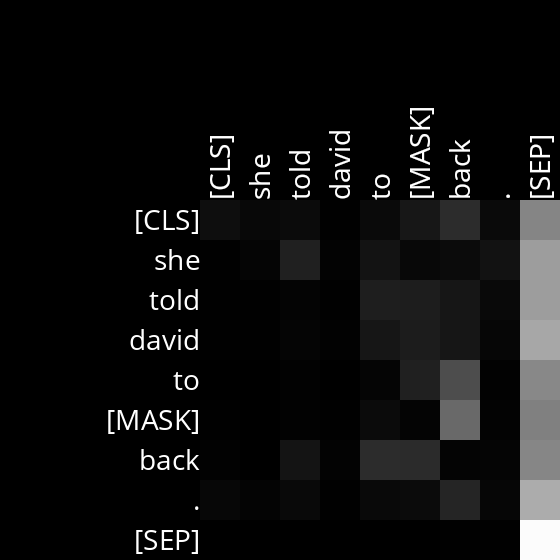 [CLS] she told david to [MASK] back . [SEP]
[CLS]
she
told
david
to
[MASK]
back
.
[SEP]